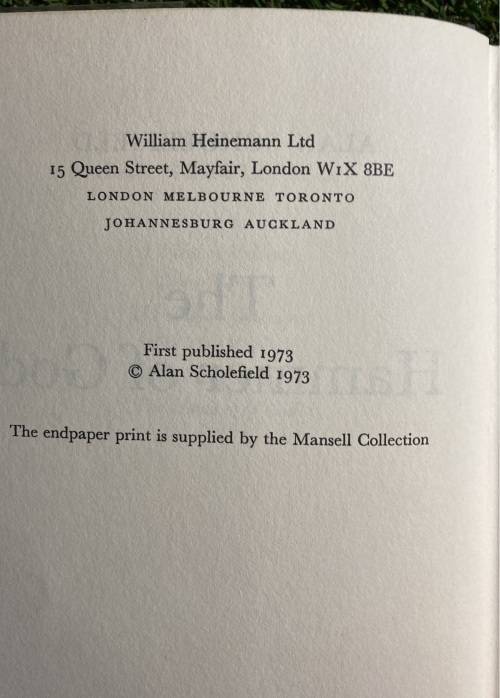 William Heinemann Ltd
15 Queen Street, Mayfair, London W1X 8BE
LONDON MELBOURNE TORONTO
JOHANNESBURG AUCKLAND
First published 1973
© Alan Scholefield 1973
The endpaper print is supplied by the Mansell Collection